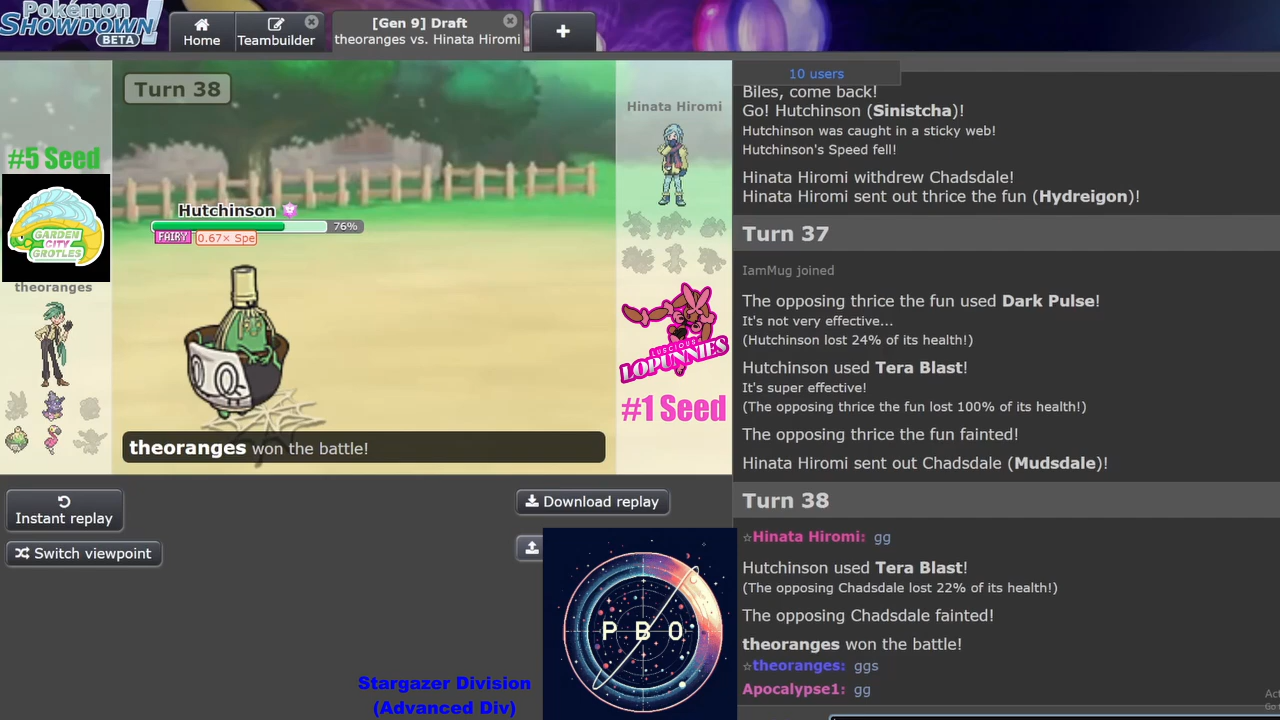 Pokémon
SHOWDOWN!
BETA
Home
Teambuilder
[Gen 9] Draft
theoranges vs. Hinata Hiromi
Turn 38
#5 Seed
GARDEN
CITY
GROTLES
theoranges
Hutchinson
76%
FAIRY 0.67× Spe
theoranges won the battle!
Hinata Hiromi
LUSCIOUS
LOPUNNIES
#1 Seed
Instant replay
Switch viewpoint
Download replay
P B O
Stargazer Division
(Advanced Div)
10 users
Biles, come back!
Go! Hutchinson (Sinistcha)!
Hutchinson was caught in a sticky web!
Hutchinson's Speed fell!
Hinata Hiromi withdrew Chadsdale!
Hinata Hiromi sent out thrice the fun (Hydreigon)!
Turn 37
IamMug joined
The opposing thrice the fun used Dark Pulse!
It's not very effective...
(Hutchinson lost 24% of its health!)
Hutchinson used Tera Blast!
It's super effective!
(The opposing thrice the fun lost 100% of its health!)
The opposing thrice the fun fainted!
Hinata Hiromi sent out Chadsdale (Mudsdale)!
Turn 38
☆Hinata Hiromi: gg
Hutchinson used Tera Blast!
(The opposing Chadsdale lost 22% of its health!)
The opposing Chadsdale fainted!
theoranges won the battle!
☆theoranges: ggs
Apocalypse1: gg